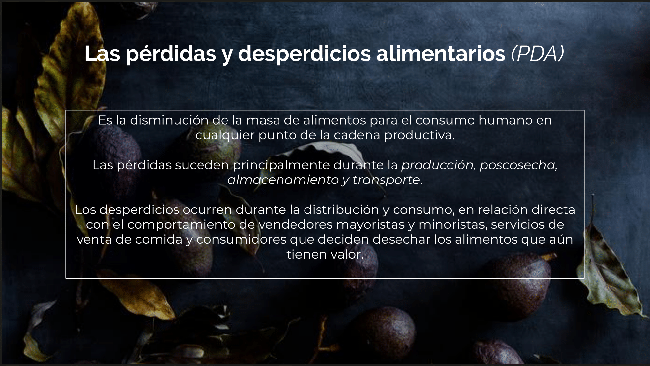 Las pérdidas y desperdicios alimentarios (PDA)
Es la disminución de la masa de alimentos para el consumo humano en
cualquier punto de la cadena productiva.
Las pérdidas suceden principalmente durante la producción, poscosecha,
almacenamiento y transporte.
Los desperdicios ocurren durante la distribución y consumo, en relación directa
con el comportamiento de vendedores mayoristas y minoristas, servicios de
venta de comida y consumidores que deciden desechar los alimentos que aún
tienen valor.